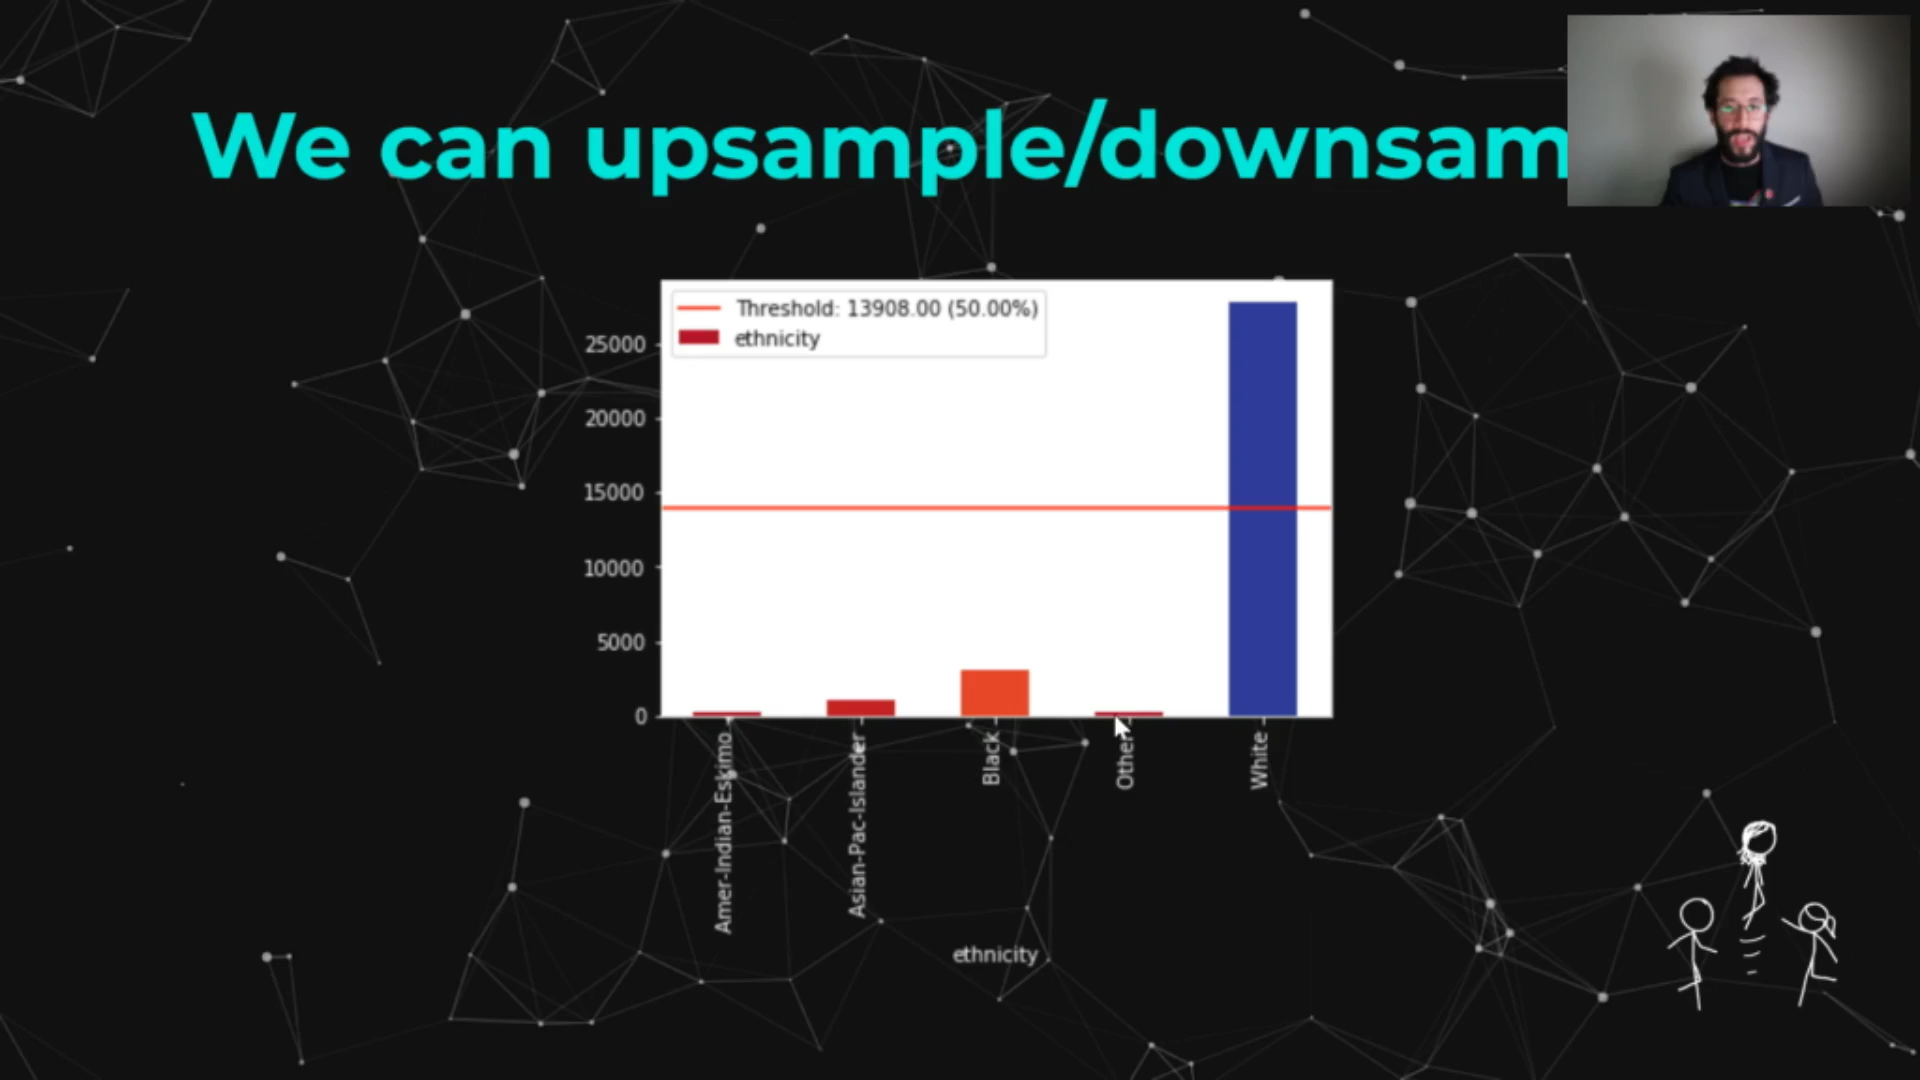 We can upsample/downsam
Threshold: 13908.00 (50.00%)
ethnicity
25000
20000
15000
10000
5000
0
Amer-Indian-Eskimo
Asian-Pac-Islander
Black
Other
White
ethnicity